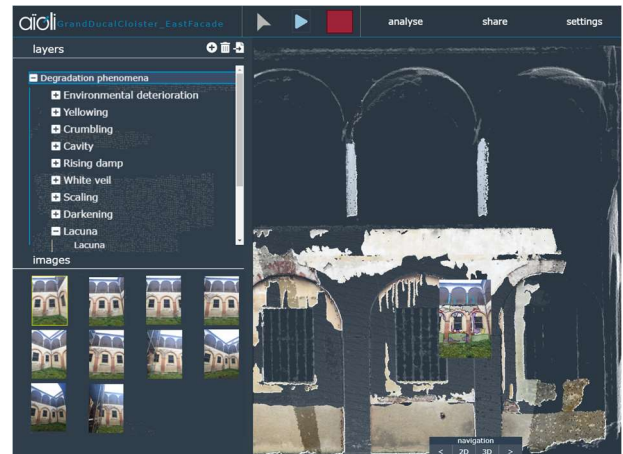 aïoli GrandDucalCloister_EastFacade
analyse share settings
layers
Degradation phenomena
Environmental deterioration
Yellowing
Crumbling
Cavity
Rising damp
White veil
Scaling
Darkening
Lacuna
Lacuna
images
navigation
< 2D 3D >